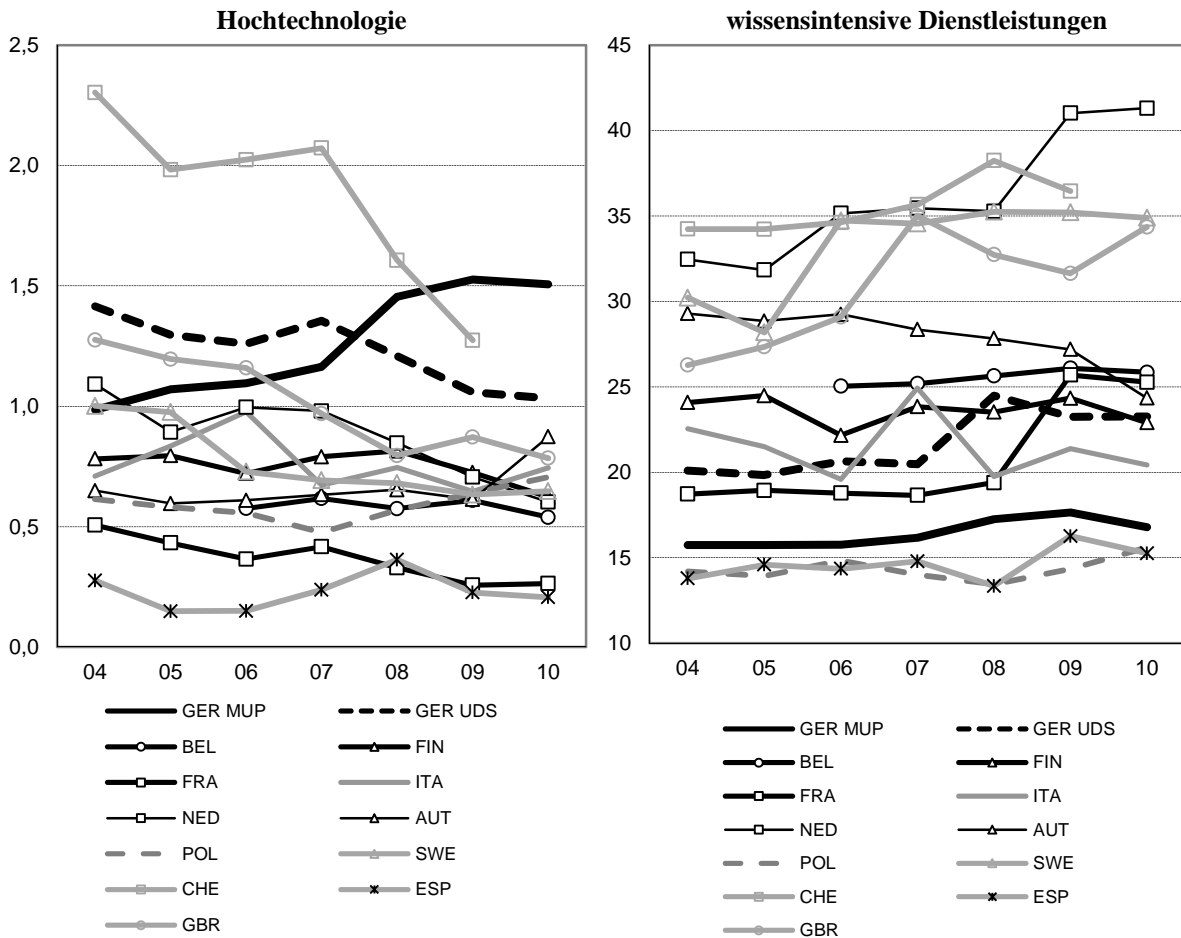 Hochtechnologie
2,5
2,0
1,5
1,0
0,5
0,0
04 05 06 07 08 09 10
GER MUP GER UDS
BEL FIN
FRA ITA
NED AUT
POL SWE
CHE ESP
GBR
wissensintensive Dienstleistungen
45
40
35
30
25
20
15
10
04 05 06 07 08 09 10
GER MUP GER UDS
BEL FIN
FRA ITA
NED AUT
POL SWE
CHE ESP
GBR